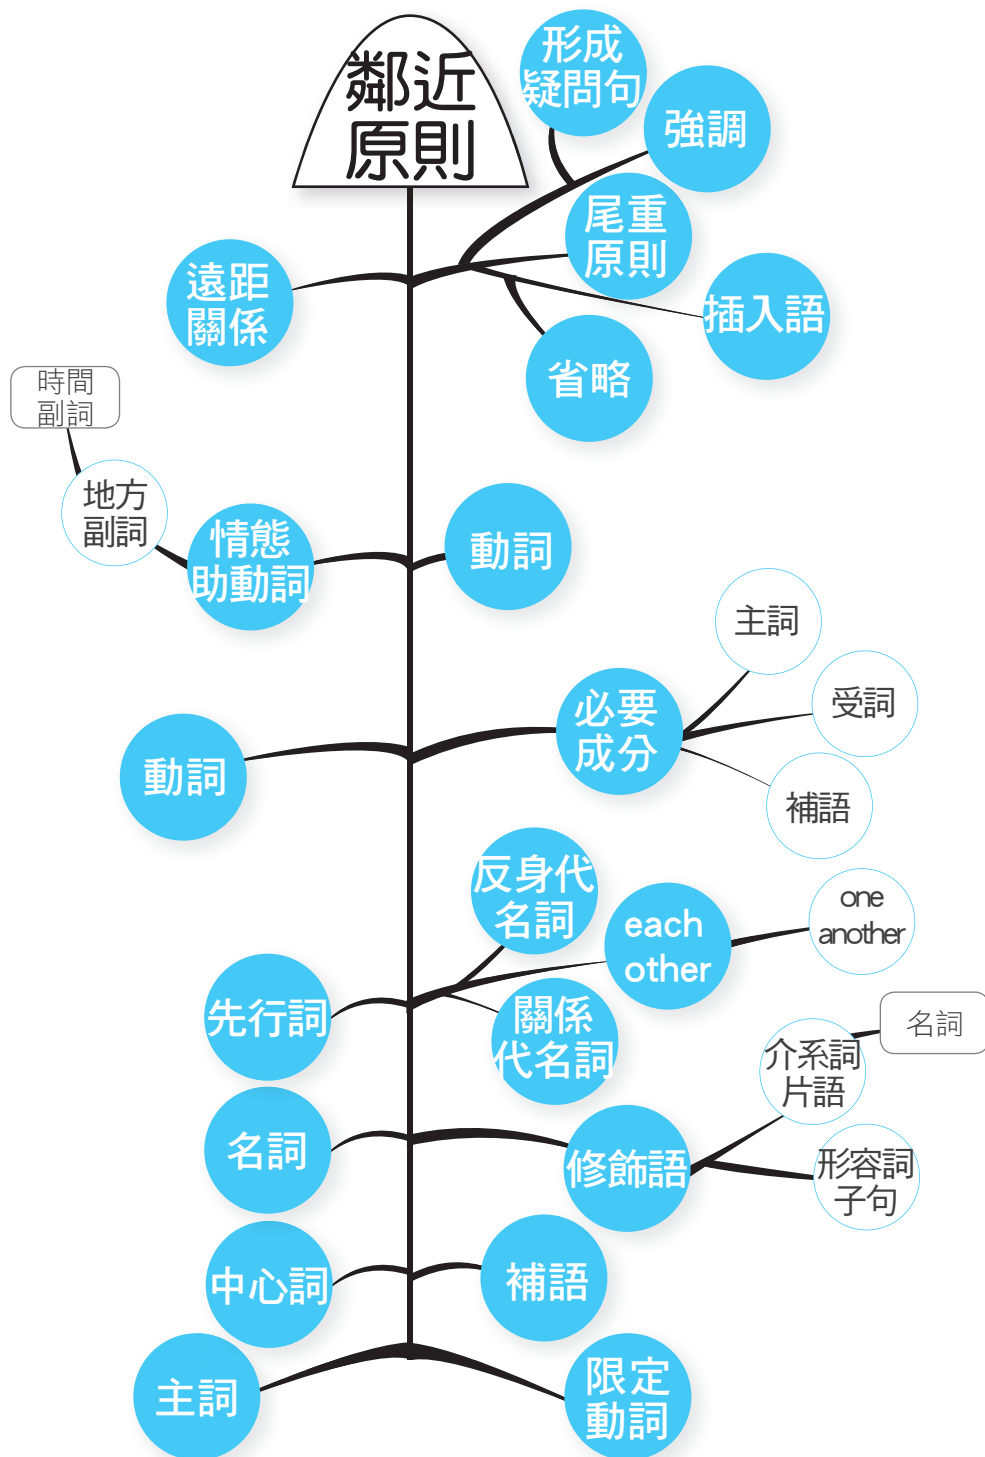 鄰近
原則
形成
疑問句
強調
尾重
原則
遠距
關係
插入語
省略
時間
副詞
地方
副詞
情態
助動詞
動詞
主詞
必要
成分
受詞
動詞
補語
反身代
名詞
each
other
one
another
先行詞
關係
代名詞
名詞
介系詞
片語
名詞
修飾語
形容詞
子句
中心詞
補語
主詞
限定
動詞